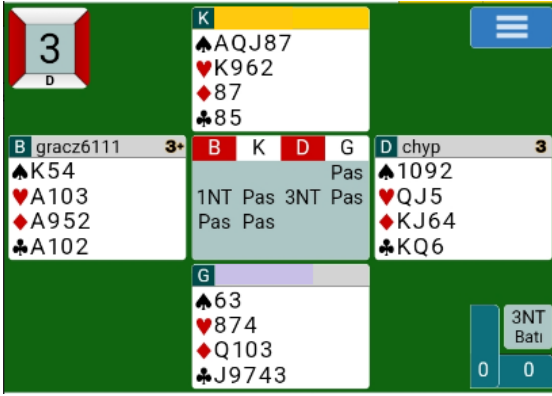 3
D
K
♠AQJ87
♥K962
♦87
♣85
B gracz6111 3+
♠K54
♥A103
♦A952
♣A102
B K D G
Pas
1NT Pas 3NT Pas
Pas Pas
D chyp 3
♠1092
♥QJ5
♦KJ64
♣KQ6
G
♠63
♥874
♦Q103
♣J9743
3NT
Batı
0 0